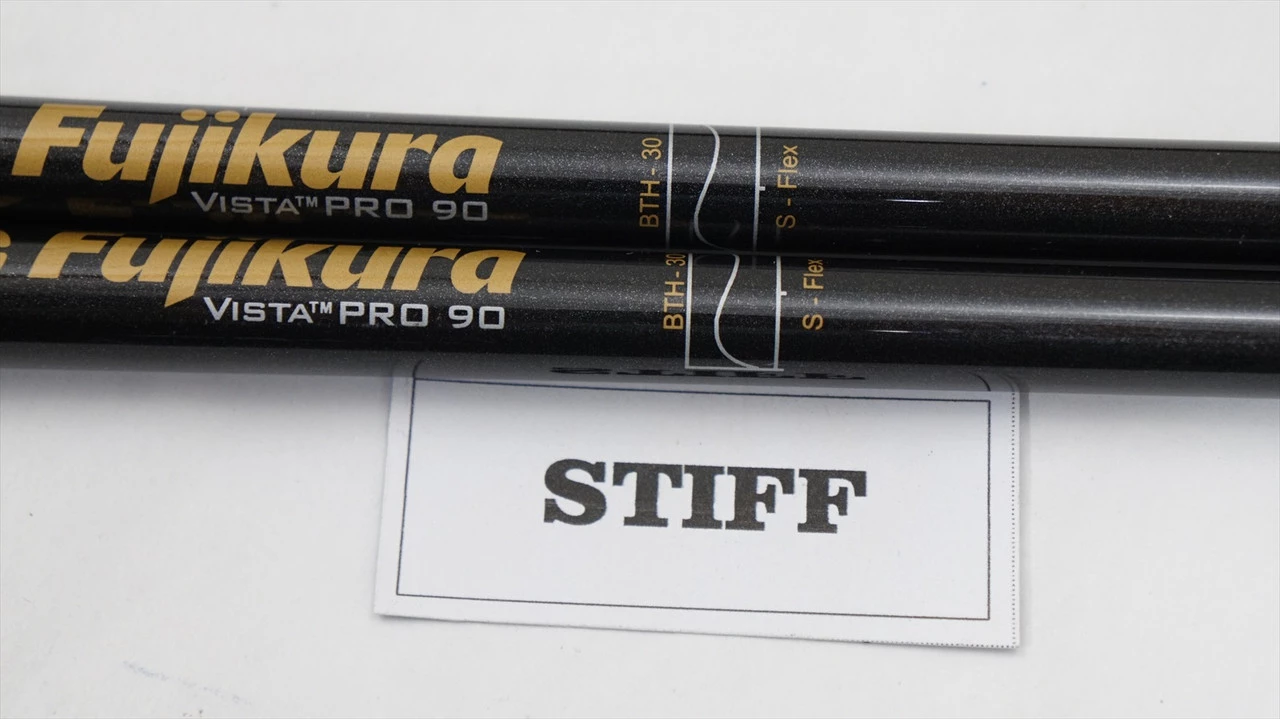 Fujikura
VISTA™ PRO 90
BTH - 30
S - Flex
Fujikura
VISTA™ PRO 90
BTH - 30
S - Flex
STIFF